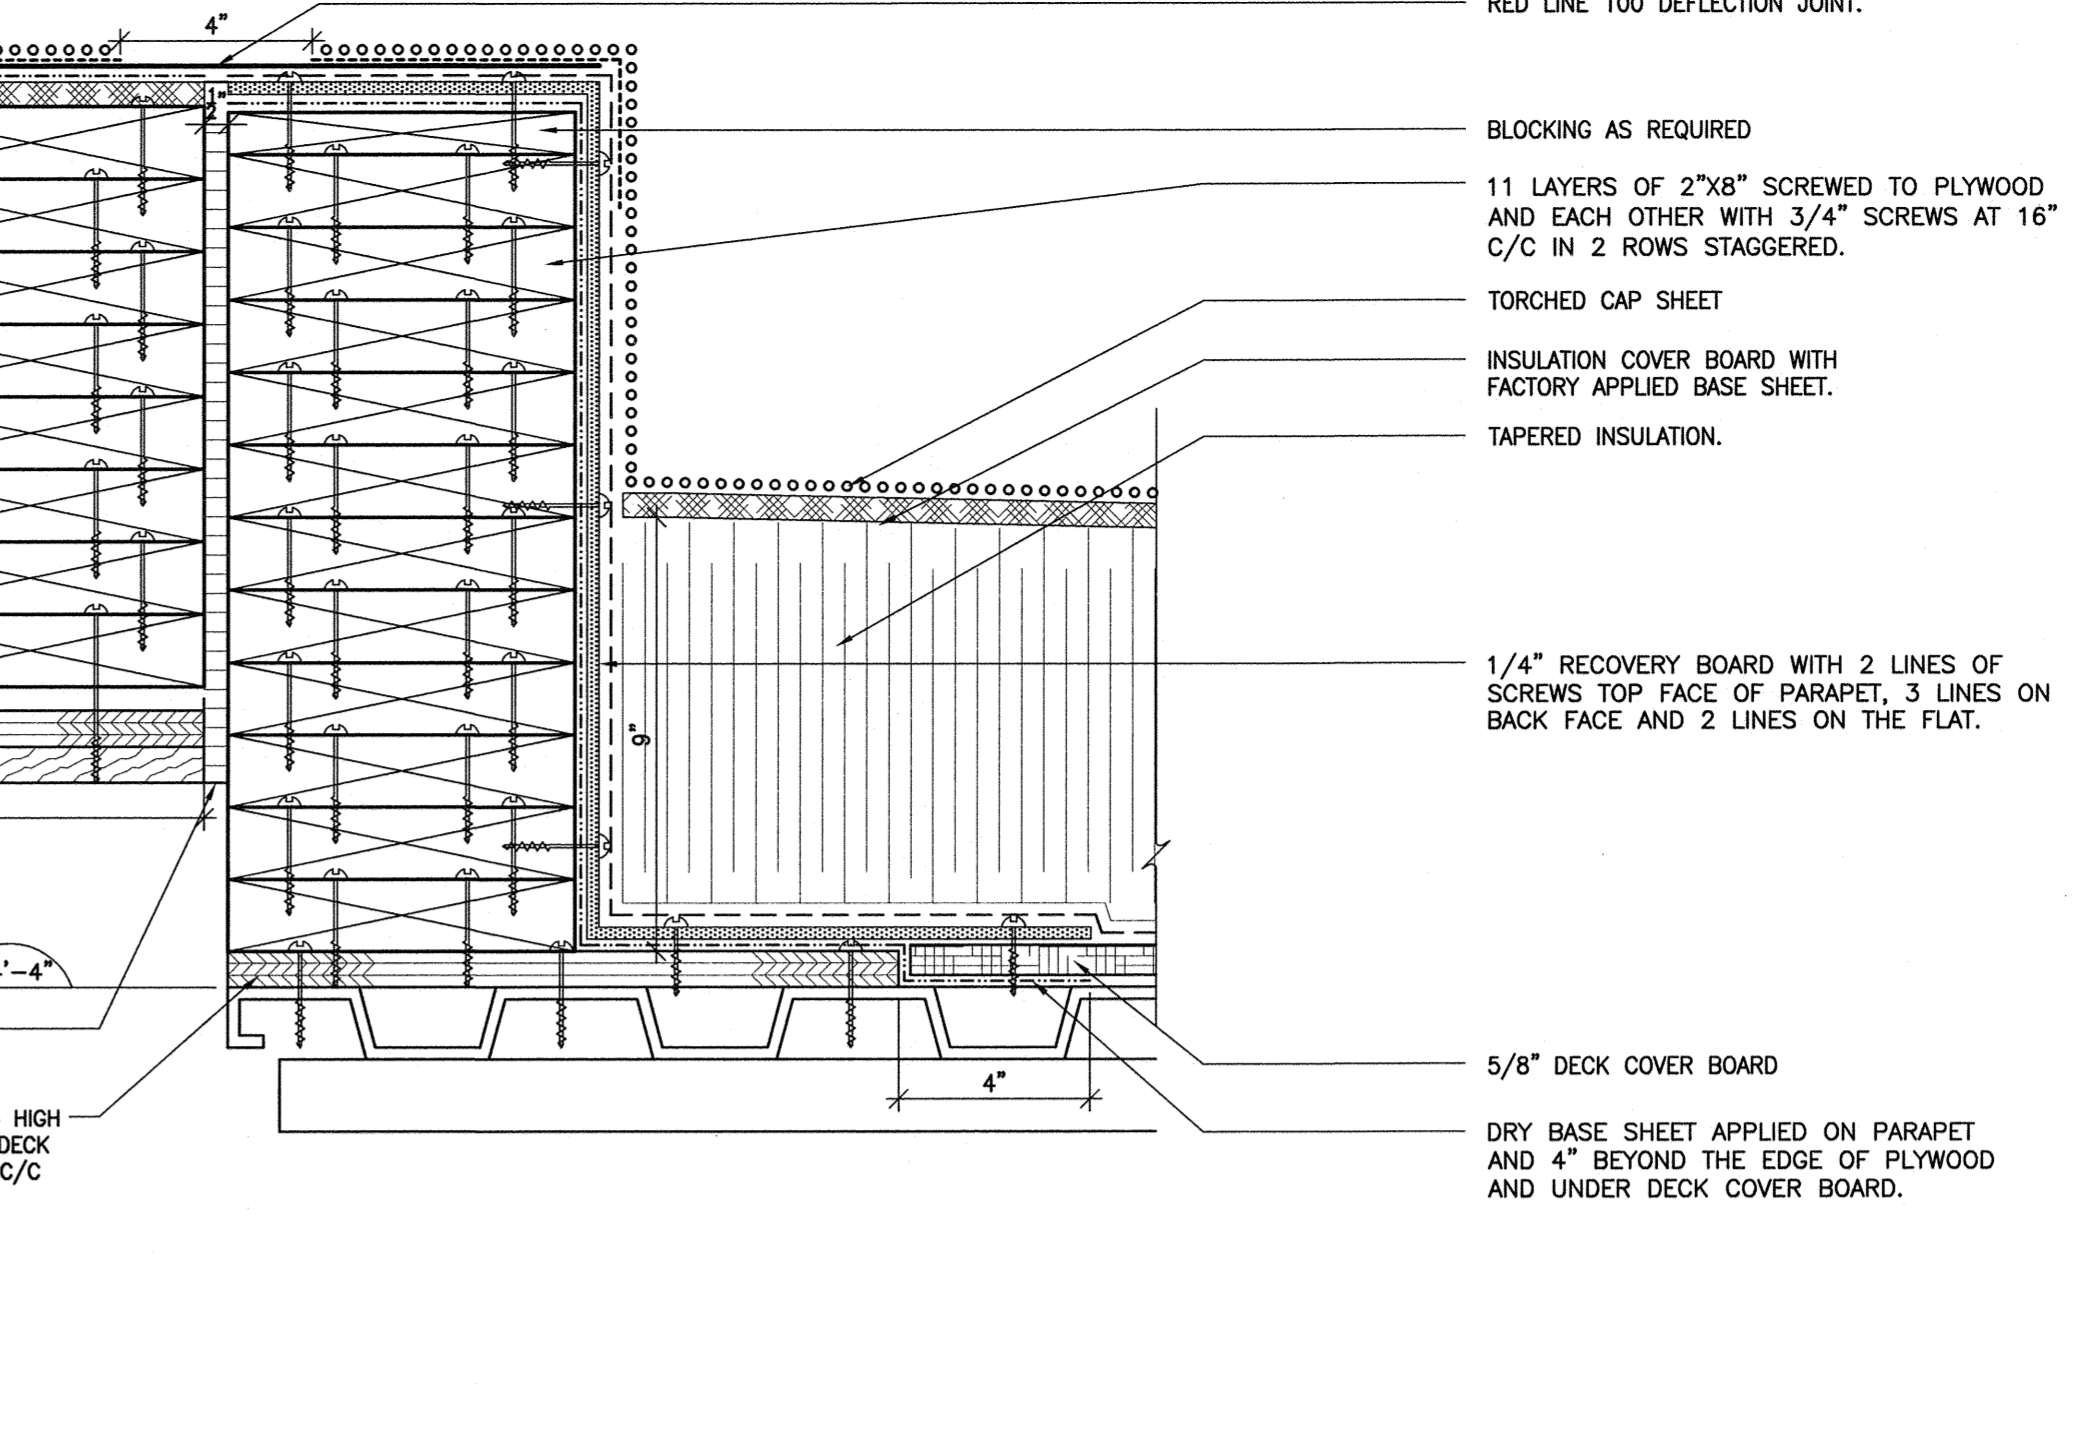 RED LINE 100 DEFLECTION JOINT.
4"
1/2"
BLOCKING AS REQUIRED
11 LAYERS OF 2"X8" SCREWED TO PLYWOOD
AND EACH OTHER WITH 3/4" SCREWS AT 16"
C/C IN 2 ROWS STAGGERED.
TORCHED CAP SHEET
INSULATION COVER BOARD WITH
FACTORY APPLIED BASE SHEET.
TAPERED INSULATION.
1/4" RECOVERY BOARD WITH 2 LINES OF
SCREWS TOP FACE OF PARAPET, 3 LINES ON
BACK FACE AND 2 LINES ON THE FLAT.
9"
'-4"
5/8" DECK COVER BOARD
4"
HIGH
DECK
C/C
DRY BASE SHEET APPLIED ON PARAPET
AND 4" BEYOND THE EDGE OF PLYWOOD
AND UNDER DECK COVER BOARD.